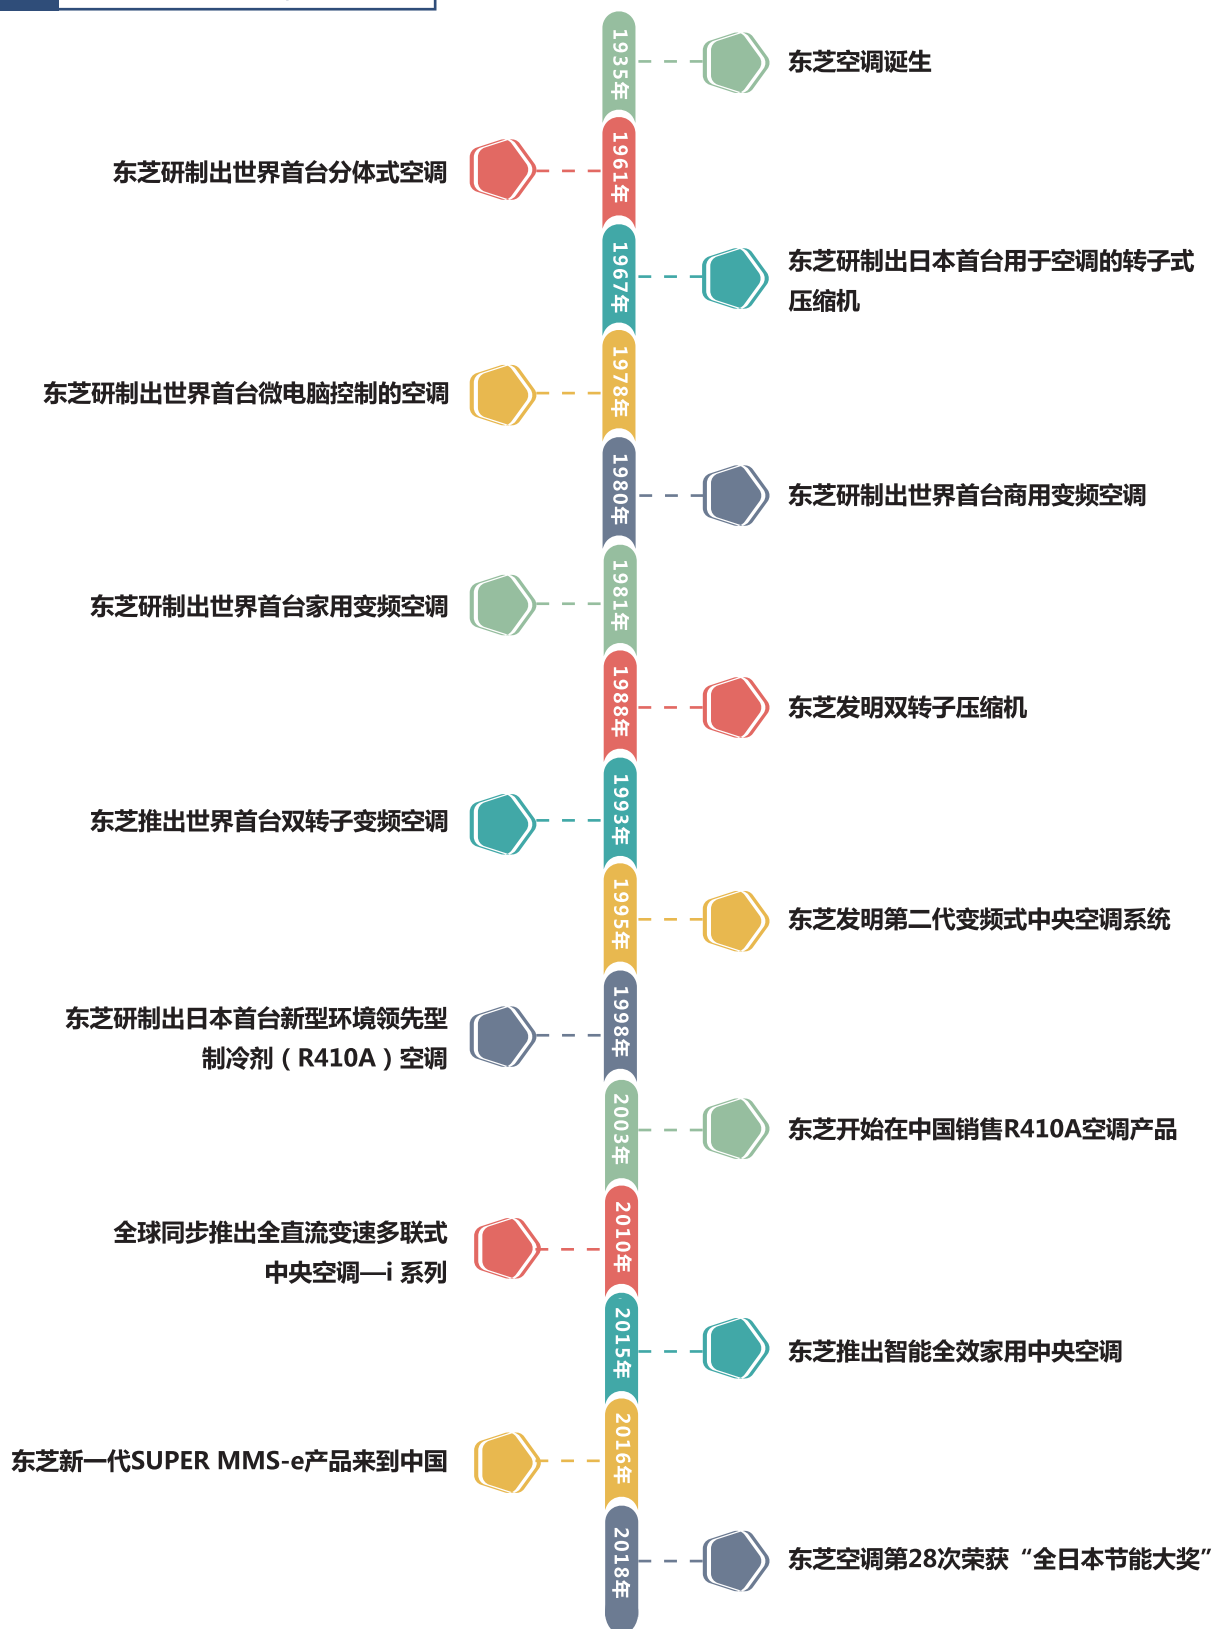 1935年
东芝空调诞生
1961年
东芝研制出世界首台分体式空调
1967年
东芝研制出日本首台用于空调的转子式
压缩机
1978年
东芝研制出世界首台微电脑控制的空调
1980年
东芝研制出世界首台商用变频空调
1981年
东芝研制出世界首台家用变频空调
1988年
东芝发明双转子压缩机
1993年
东芝推出世界首台双转子变频空调
1995年
东芝发明第二代变频式中央空调系统
1998年
东芝研制出日本首台新型环境领先型
制冷剂（R410A）空调
2003年
东芝开始在中国销售R410A空调产品
2010年
全球同步推出全直流变速多联式
中央空调—i 系列
2015年
东芝推出智能全效家用中央空调
2016年
东芝新一代SUPER MMS-e产品来到中国
2018年
东芝空调第28次荣获“全日本节能大奖”